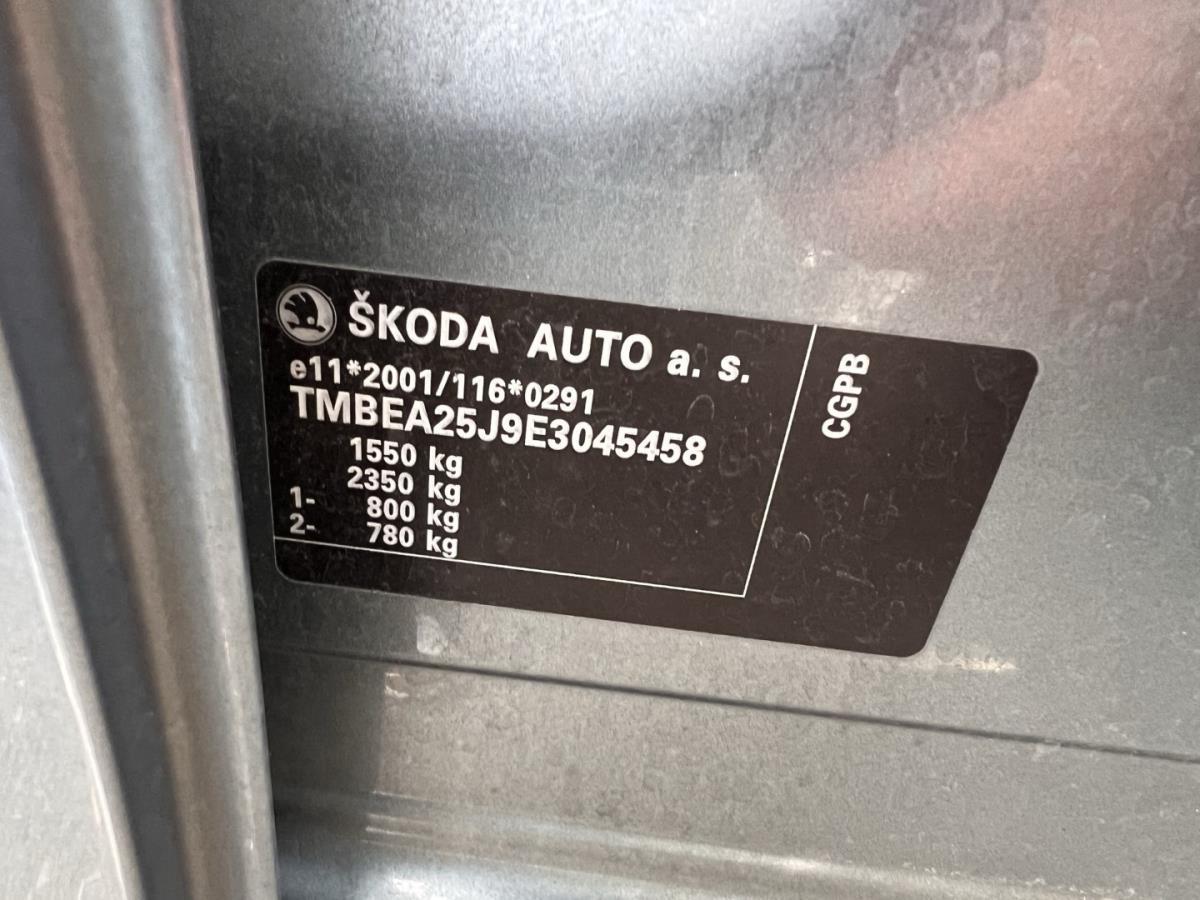 ŠKODA AUTO a. s.
e11*2001/116*0291
TMBEA25J9E3045458
1550 kg
2350 kg
1- 800 kg
2- 780 kg
CGPB